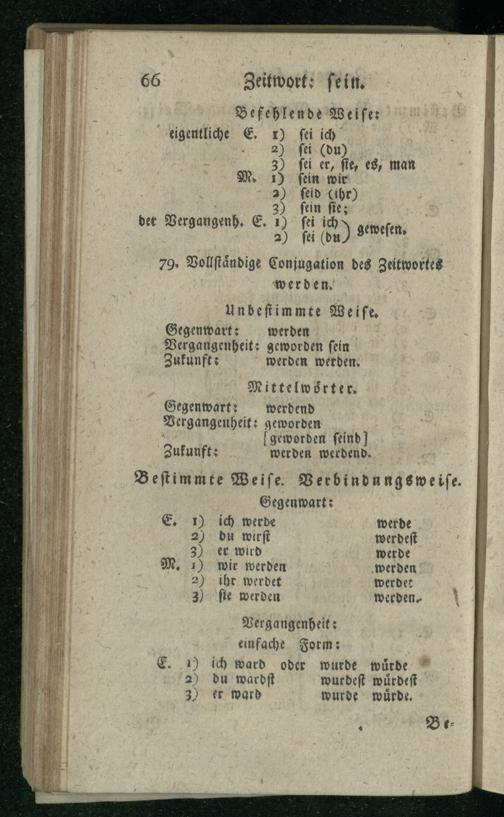 66 Zeitwort: sein.
Befehlende Weise:
eigentliche E. 1) sei ich
2) sei (du)
3) sei er, sie, es, man
M. 1) sein wir
2) seid (ihr)
3) sein sie;
der Vergangenh. E. 1) sei ich
2) sei (du) gewesen.
79. Vollständige Conjugation des Zeitwortes
werden.
Unbestimmte Weise.
Gegenwart: werden
Vergangenheit: geworden sein
Zukunft: werden werden.
Mittelwörter.
Gegenwart: werdend
Vergangenheit: geworden
[geworden seind]
Zukunft: werden werdend.
Bestimmte Weise. Verbindungsweise.
Gegenwart:
E. 1) ich werde werde
2) du wirst werdest
3) er wird werde
M. 1) wir werden werden
2) ihr werdet werdet
3) sie werden werden.
Vergangenheit:
einfache Form:
E. 1) ich ward oder wurde würde
2) du wardst wurdest würdest
3) er ward wurde würde.
Be-